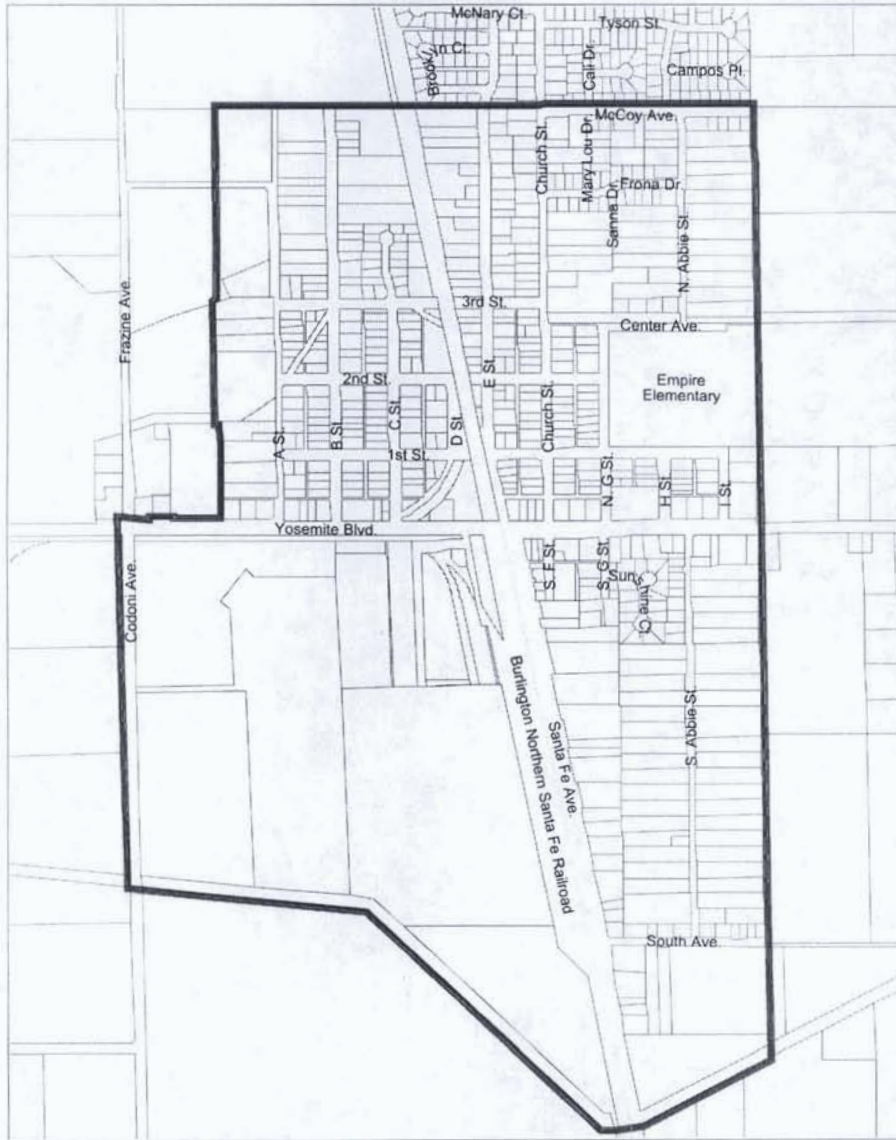 McNary Ct.
Tyson St.
Brooklyn Ct.
Cali Dr.
Campos Pl.
McCoy Ave.
Church St.
Mary Lou Dr.
Frona Dr.
Sanna Dr.
N. Abbie St.
Frazine Ave.
3rd St.
Center Ave.
2nd St.
E St.
Empire
Elementary
A St.
B St.
C St.
D St.
Church St.
1st St.
N. G St.
H St.
I St.
Yosemite Blvd.
S. F St.
S. G St.
Sunshine Ct.
Codoni Ave.
S. Abbie St.
Santa Fe Ave.
Burlington Northern Santa Fe Railroad
South Ave.